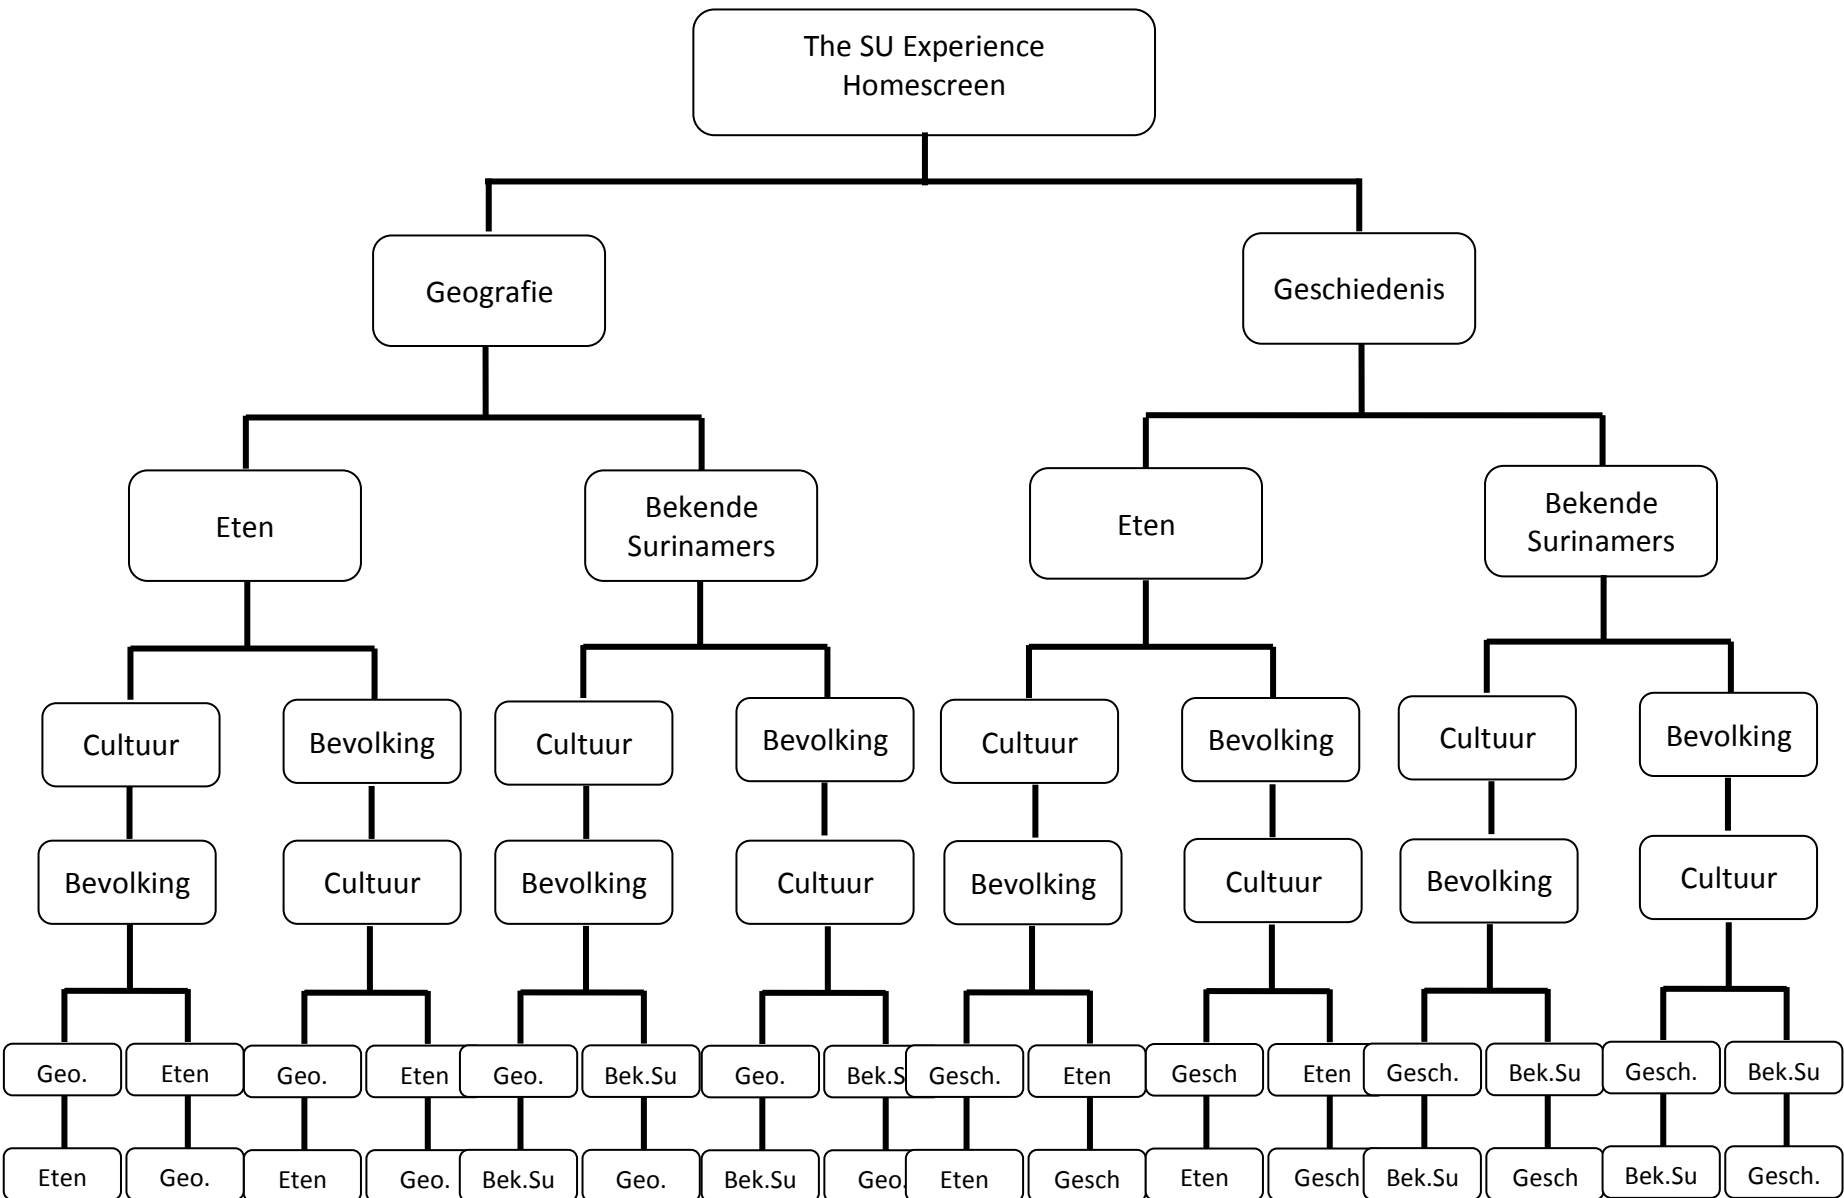 The SU Experience
Homescreen
Geografie
Geschiedenis
Eten
Bekende
Surinamers
Eten
Bekende
Surinamers
Cultuur
Bevolking
Cultuur
Bevolking
Cultuur
Bevolking
Cultuur
Bevolking
Bevolking
Cultuur
Bevolking
Cultuur
Bevolking
Cultuur
Bevolking
Cultuur
Geo.
Eten
Geo.
Eten
Geo.
Bek.Su
Geo.
Bek.S
Gesch.
Eten
Gesch
Eten
Gesch.
Bek.Su
Gesch.
Bek.Su
Eten
Geo.
Eten
Geo.
Bek.Su
Geo.
Bek.Su
Geo.
Eten
Gesch
Eten
Gesch
Bek.Su
Gesch
Bek.Su
Gesch.